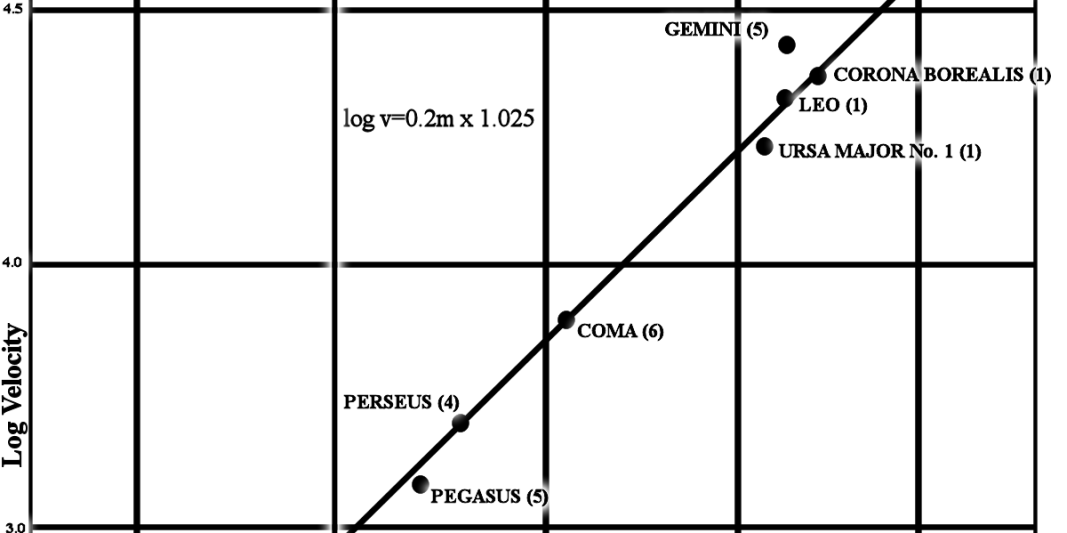 4.5
GEMINI (5)
CORONA BOREALIS (1)
LEO (1)
log v=0.2m x 1.025
URSA MAJOR No. 1 (1)
4.0
COMA (6)
Log Velocity
PERSEUS (4)
PEGASUS (5)
3.0